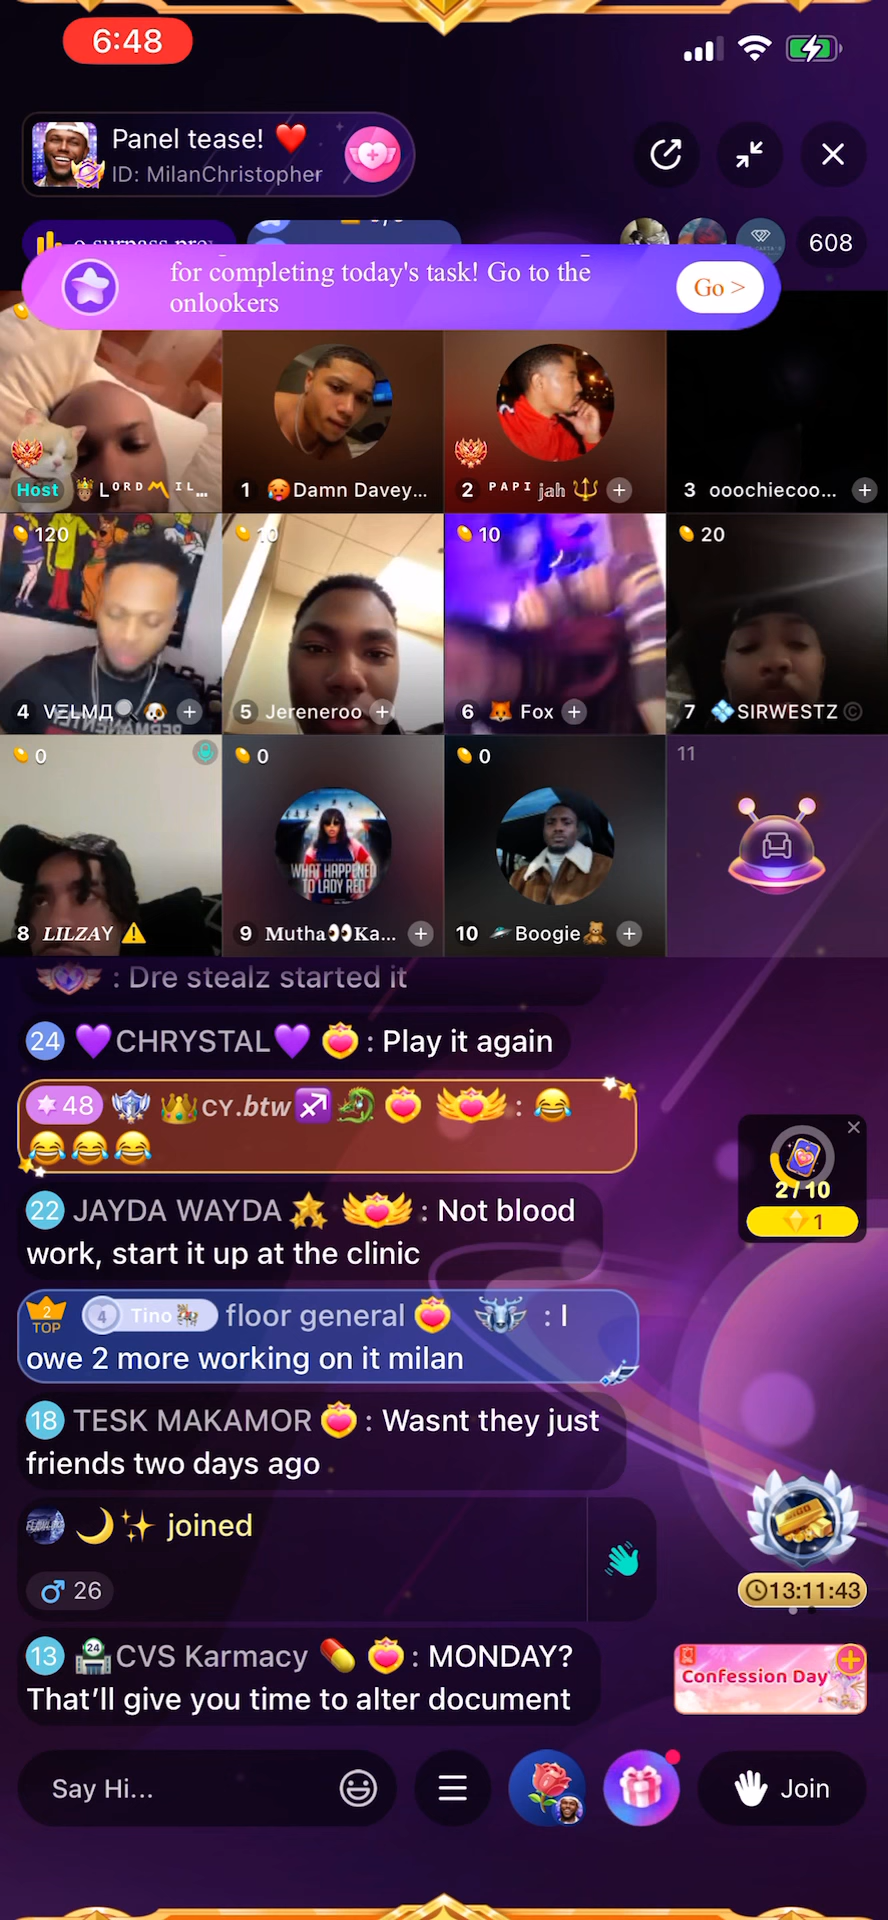 6:48
Panel tease! ❤️
ID: MilanChristopher
608
for completing today's task! Go to the
onlookers
Go >
Host
1 🥵Damn Davey...
2 ᴾᴬᴾᴵ 𝕛𝕒𝕙 🔱
3 ooochiecoo...
120
10
10
20
4 VΞLMД🔍🐶
5 Jereneroo
6 🦊 Fox
7 💠SIRWESTZ ©
0
0
0
11
WHAT HAPPENED
TO LADY RED
8 𝑳𝑰𝑳𝒁𝑨Y ⚠️
9 𝐌utha👀𝐊a...
10 🛸Boogie🧸
: Dre stealz started it
24 💜CHRYSTAL💜 : Play it again
48 👑CY.𝙗𝙩𝙬♐🐉 : 😂
😂😂😂
22 JAYDA WAYDA : Not blood
work, start it up at the clinic
2
TOP
4 Tino🎠 floor general : I
owe 2 more working on it milan
18 TESK MAKAMOR : Wasnt they just
friends two days ago
🌙✨ joined
♂ 26
13 🏪CVS Karmacy 💊 : MONDAY?
That’ll give you time to alter document
2/10
1
13:11:43
Confession Day
Say Hi...
Join